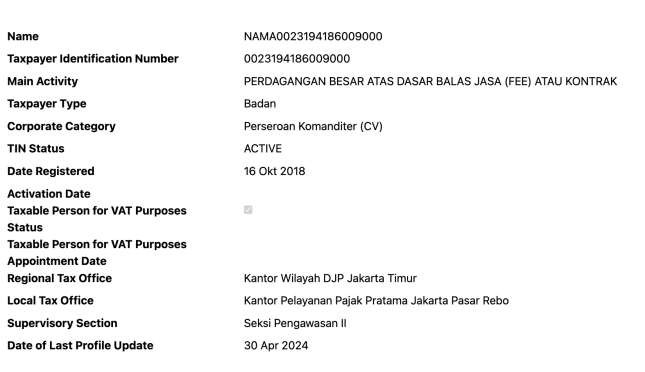 Name NAMA0023194186009000
Taxpayer Identification Number 0023194186009000
Main Activity PERDAGANGAN BESAR ATAS DASAR BALAS JASA (FEE) ATAU KONTRAK
Taxpayer Type Badan
Corporate Category Perseroan Komanditer (CV)
TIN Status ACTIVE
Date Registered 16 Okt 2018
Activation Date
Taxable Person for VAT Purposes
Status
Taxable Person for VAT Purposes
Appointment Date
Regional Tax Office Kantor Wilayah DJP Jakarta Timur
Local Tax Office Kantor Pelayanan Pajak Pratama Jakarta Pasar Rebo
Supervisory Section Seksi Pengawasan II
Date of Last Profile Update 30 Apr 2024